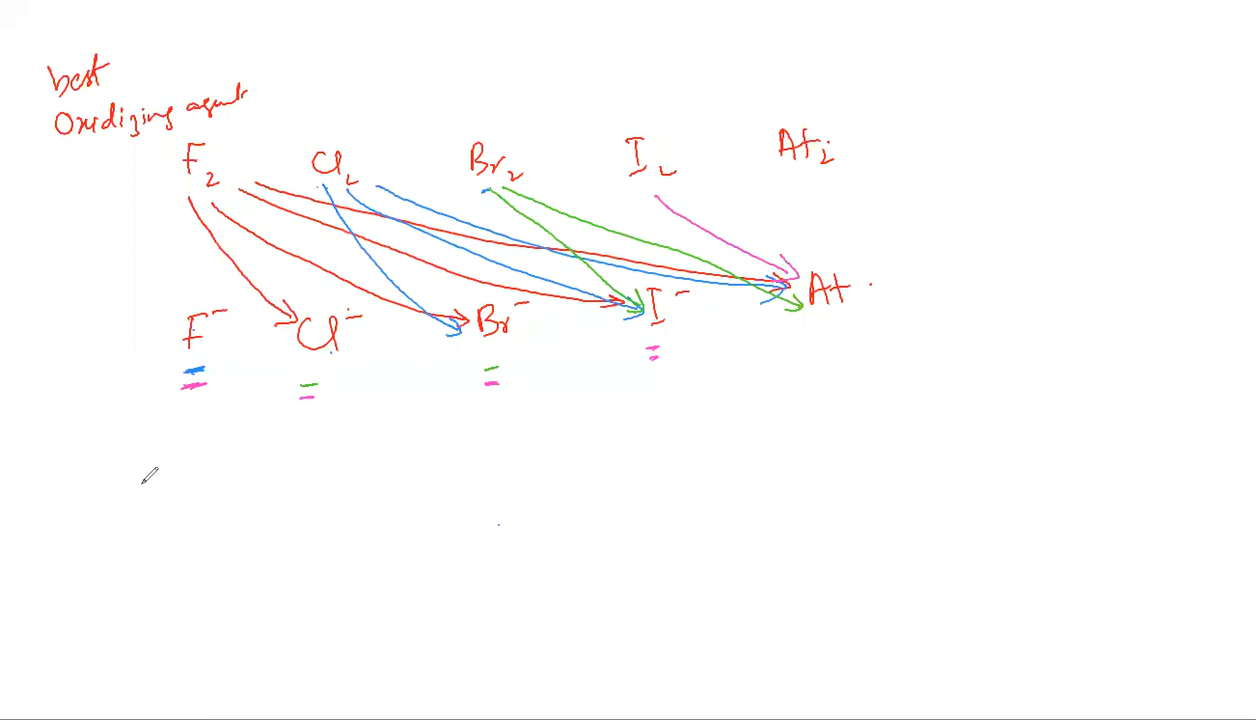 best
Oxidizing agent
F₂ Cl₂ Br₂ I₂ At₂
F⁻ Cl⁻ Br⁻ I⁻ At